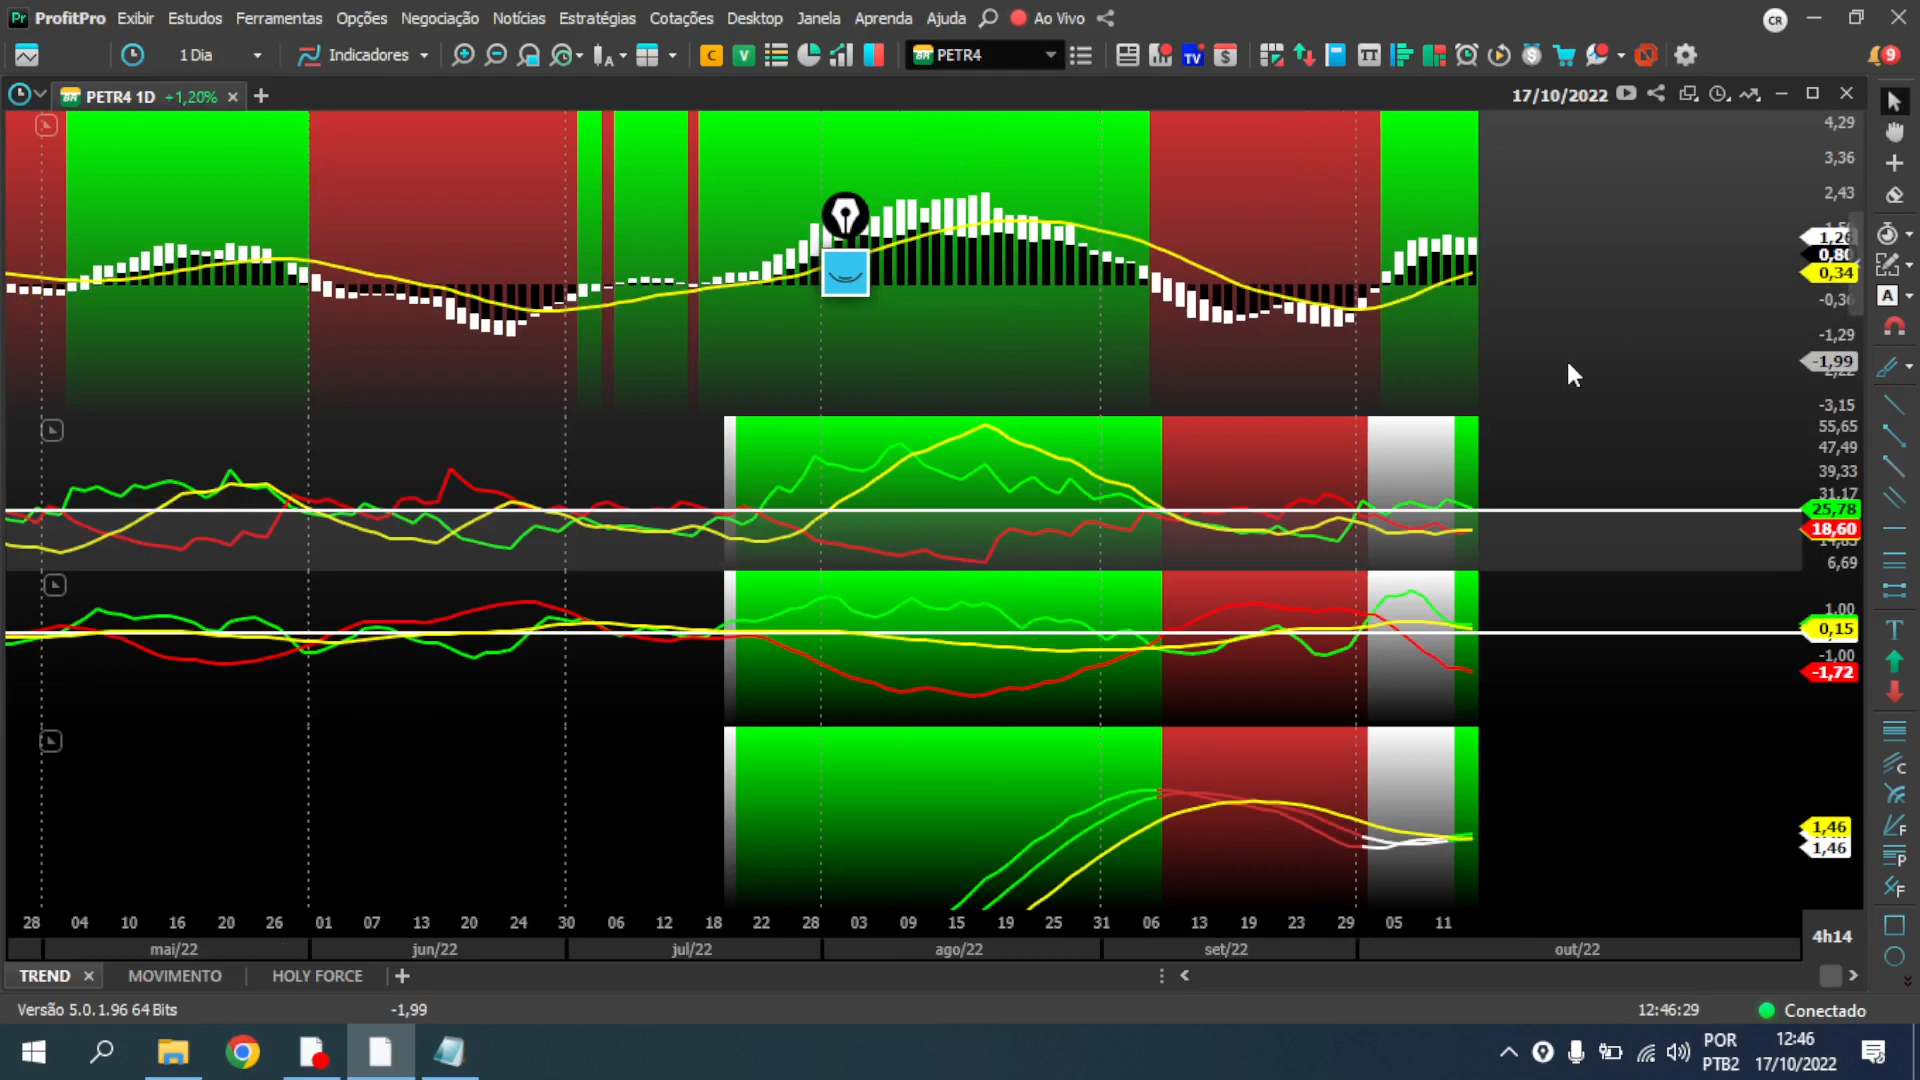 ProfitPro Exibir Estudos Ferramentas Opções Negociação Notícias Estratégias Cotações Desktop Janela Aprenda Ajuda Ao Vivo CR
1 Dia Indicadores C V PETR4 TV $ TT 9
PETR4 1D +1,20% 17/10/2022
4,29
3,36
2,43
1,26
0,80
0,34
-1,29
-1,99
-3,15
55,65
47,49
39,33
31,17
25,78
18,60
6,69
1,00
0,15
-1,00
-1,72
1,46
1,46
28 04 10 16 20 26 01 07 13 20 24 30 06 12 18 22 28 03 09 15 19 25 31 06 13 19 23 29 05 11
4h14
mai/22 jun/22 jul/22 ago/22 set/22 out/22
TREND MOVIMENTO HOLY FORCE
Versão 5.0.1.96 64 Bits -1,99 12:46:29 Conectado
POR 12:46
PTB2 17/10/2022